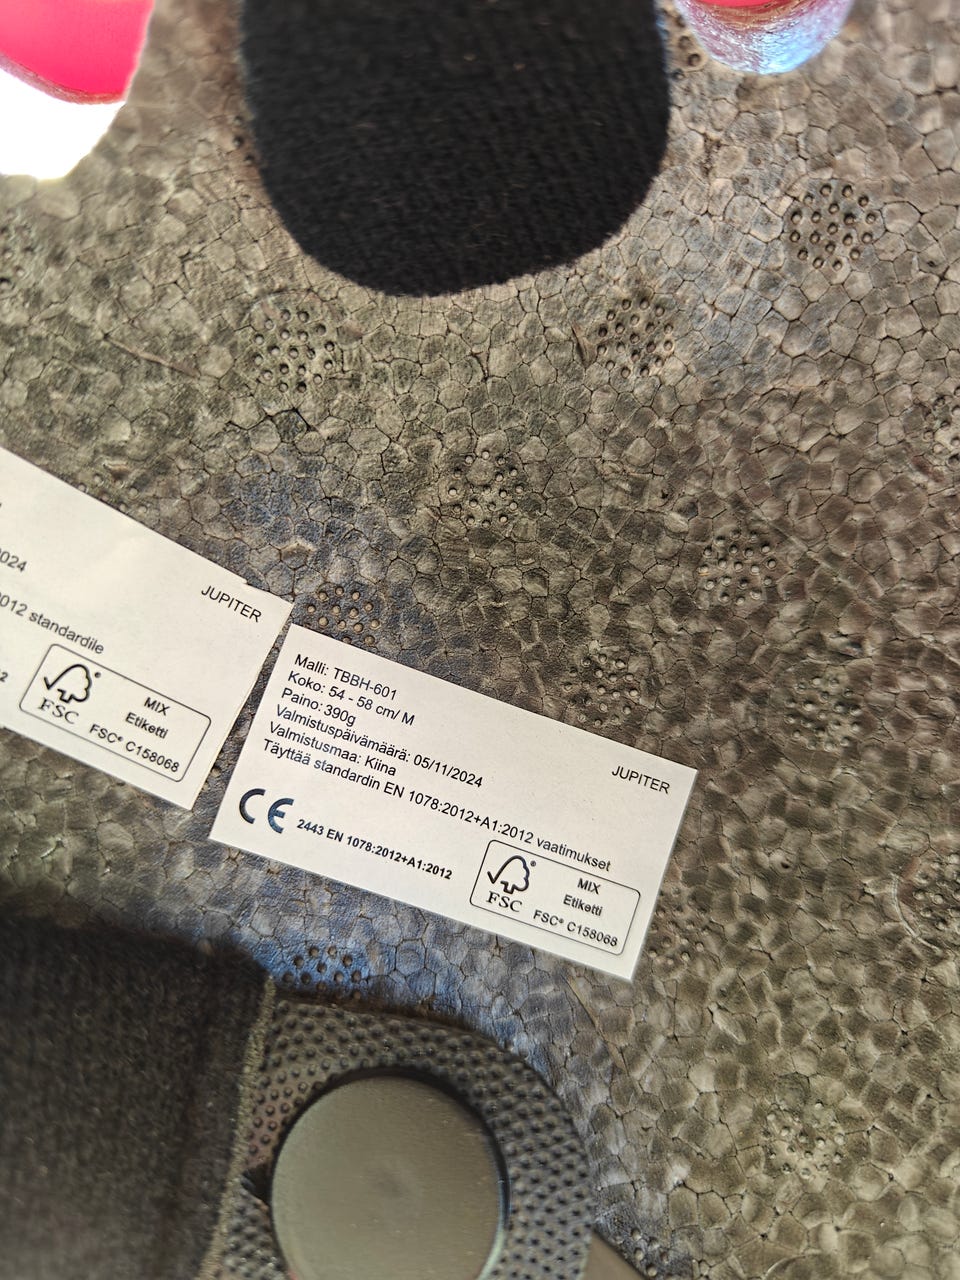 024
012 standardile
JUPITER
FSC
MIX
Etiketti
FSC® C158068
Malli: TBBH-601
Koko: 54 - 58 cm/ M
Paino: 390g
Valmistuspäivämäärä: 05/11/2024
Valmistusmaa: Kiina
Täyttää standardin EN 1078:2012+A1:2012 vaatimukset
JUPITER
CE 2443 EN 1078:2012+A1:2012
FSC
MIX
Etiketti
FSC® C158068